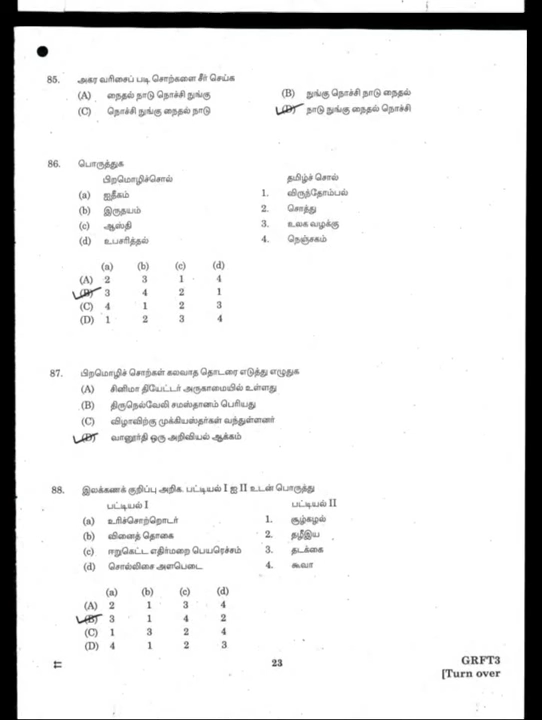 85. அகர வரிசைப் படி சொற்களை சீர் செய்க
(A) நைதல் நாடு நொச்சி நுங்கு (B) நுங்கு நொச்சி நாடு நைதல்
(C) நொச்சி நுங்கு நைதல் நாடு (D) நாடு நுங்கு நைதல் நொச்சி
86. பொருத்துக
பிறமொழிச்சொல் தமிழ்ச் சொல்
(a) ஐதீகம் 1. விருந்தோம்பல்
(b) இருதயம் 2. சொத்து
(c) ஆஸ்தி 3. உலக வழக்கு
(d) உபசரித்தல் 4. நெஞ்சகம்
(a) (b) (c) (d)
(A) 2 3 1 4
(B) 3 4 2 1
(C) 4 1 2 3
(D) 1 2 3 4
87. பிறமொழிச் சொற்கள் கலவாத தொடரை எடுத்து எழுதுக
(A) சினிமா தியேட்டர் அருகாமையில் உள்ளது
(B) திருநெல்வேலி சமஸ்தானம் பெரியது
(C) விழாவிற்கு முக்கியஸ்தர்கள் வந்துள்ளனர்
(D) வானூர்தி ஒரு அறிவியல் ஆக்கம்
88. இலக்கணக் குறிப்பு அறிக. பட்டியல் I ஐ II உடன் பொருத்து
பட்டியல் I பட்டியல் II
(a) உரிச்சொற்றொடர் 1. சூழ்கழல்
(b) வினைத் தொகை 2. தழீஇய
(c) ஈறுகெட்ட எதிர்மறை பெயரெச்சம் 3. தடக்கை
(d) சொல்லிசை அளபெடை 4. கூவா
(a) (b) (c) (d)
(A) 2 1 3 4
(B) 3 1 4 2
(C) 1 3 2 4
(D) 4 1 2 3
23 GRFT3
[Turn over